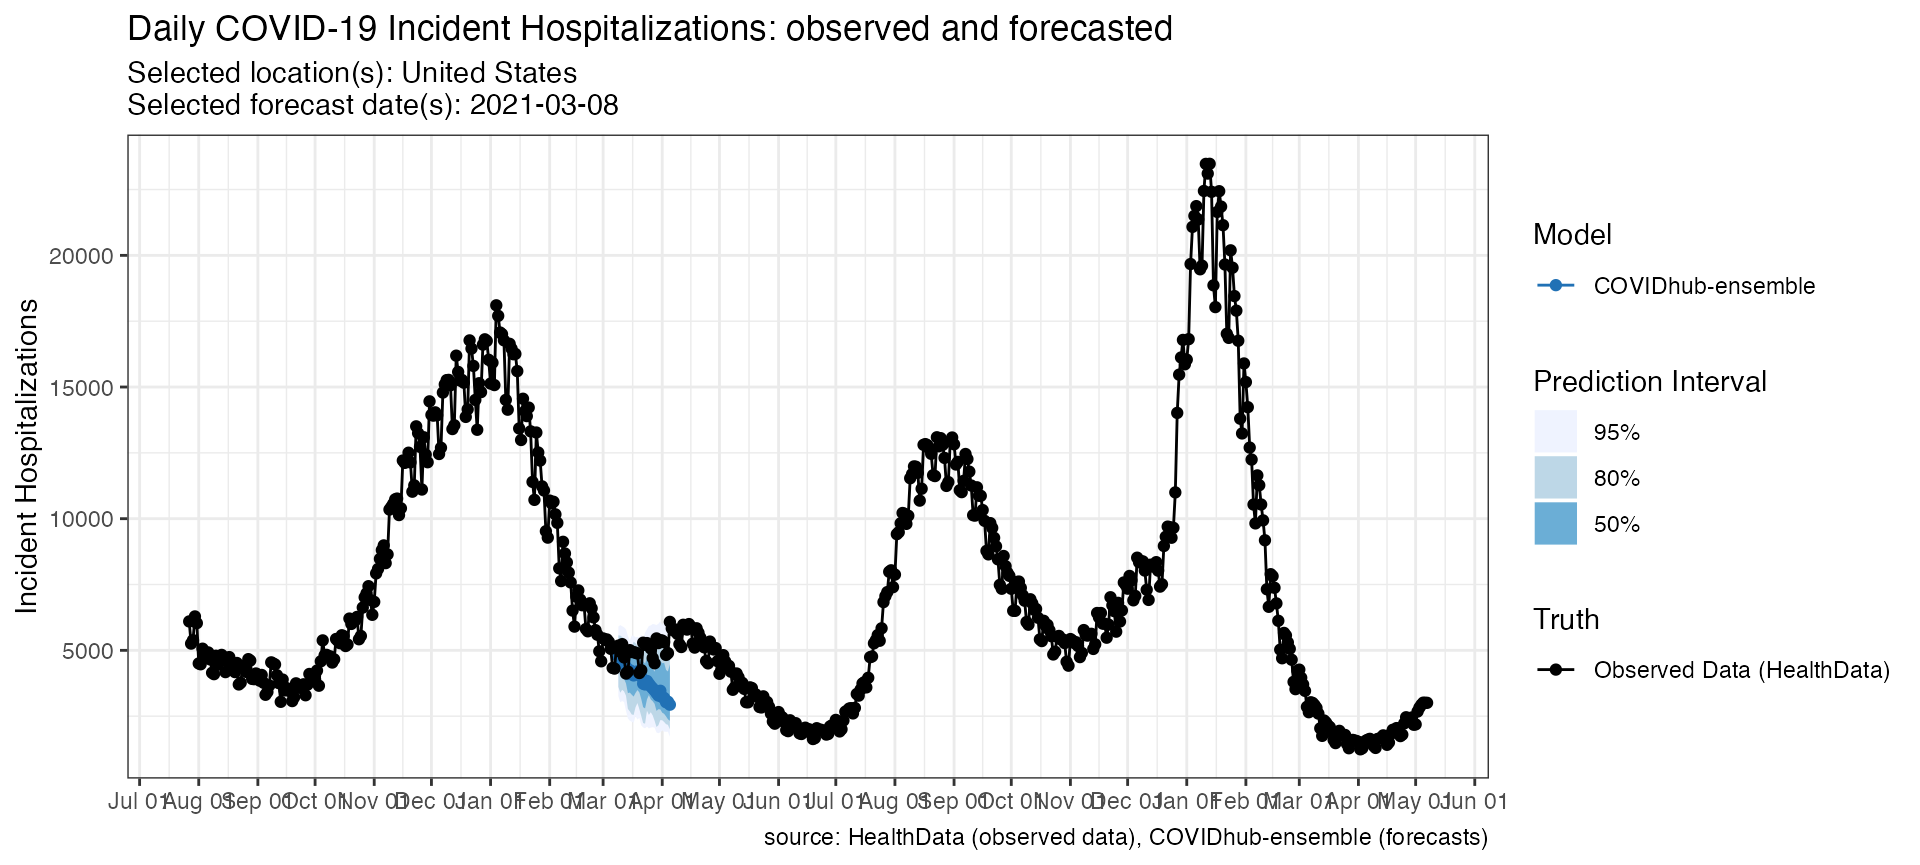 Daily COVID-19 Incident Hospitalizations: observed and forecasted
Selected location(s): United States
Selected forecast date(s): 2021-03-08
Incident Hospitalizations
20000
15000
10000
5000
Jul 01 Aug 01 Sep 01 Oct 01 Nov 01 Dec 01 Jan 01 Feb 01 Mar 01 Apr 01 May 01 Jun 01 Jul 01 Aug 01 Sep 01 Oct 01 Nov 01 Dec 01 Jan 01 Feb 01 Mar 01 Apr 01 May 01 Jun 01
source: HealthData (observed data), COVIDhub-ensemble (forecasts)
Model
COVIDhub-ensemble
Prediction Interval
95%
80%
50%
Truth
Observed Data (HealthData)